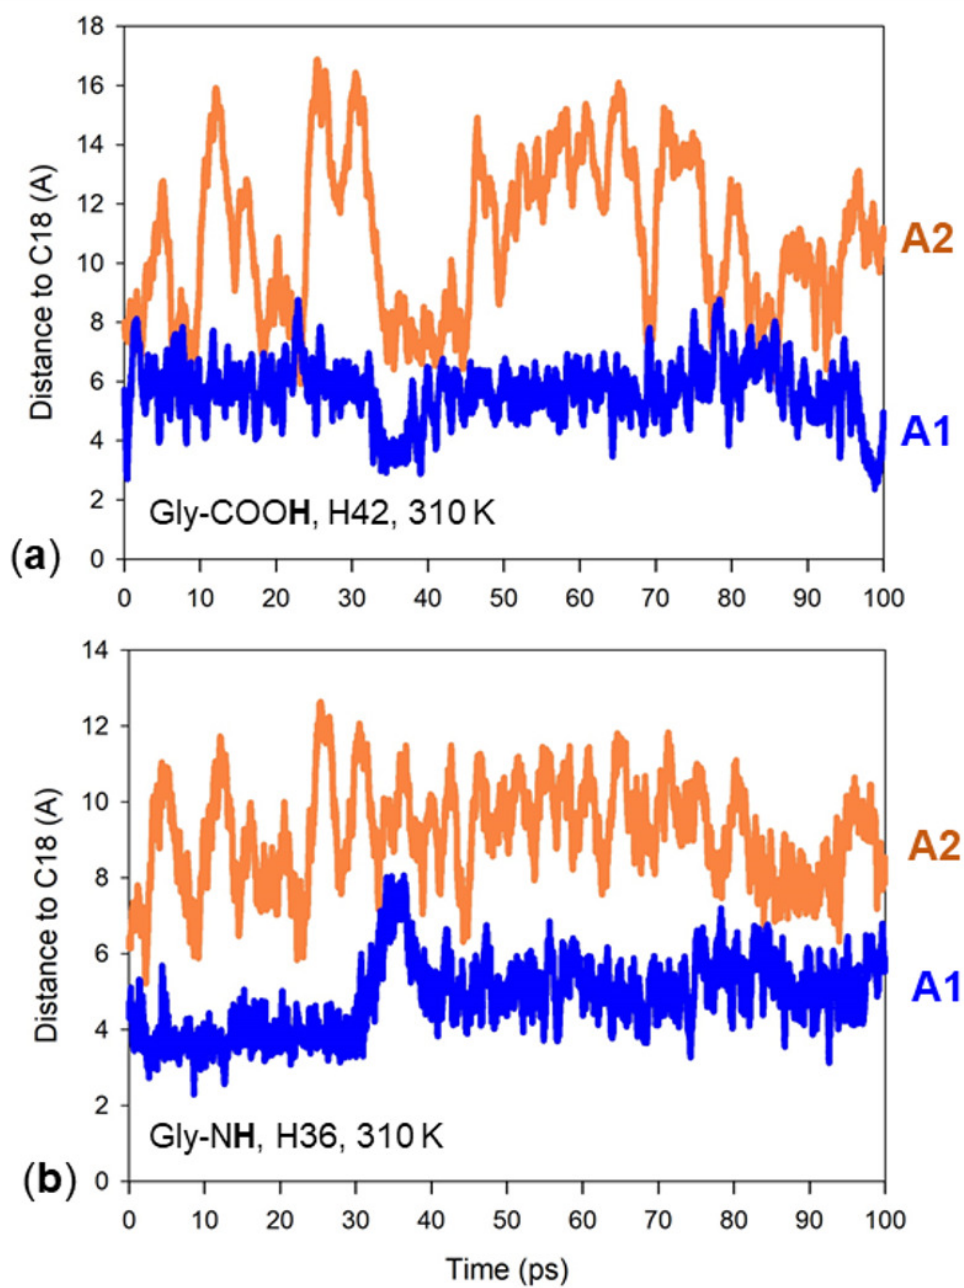 18
16
14
12
10
8
6
4
2
0
Distance to C18 (A)
A2
A1
Gly-COOH, H42, 310 K
(a)
0 10 20 30 40 50 60 70 80 90 100
14
12
10
8
6
4
2
0
Distance to C18 (A)
A2
A1
Gly-NH, H36, 310 K
(b)
0 10 20 30 40 50 60 70 80 90 100
Time (ps)